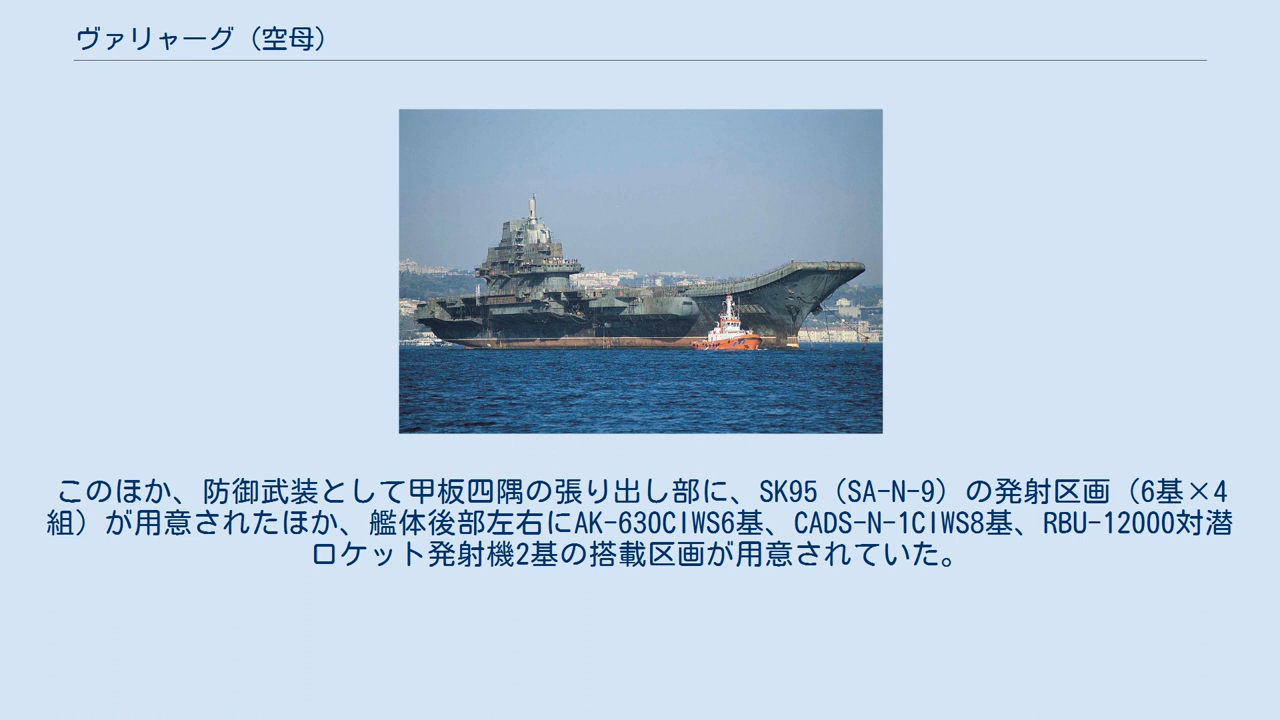 ヴァリャーグ（空母）
このほか、防御武装として甲板四隅の張り出し部に、SK95（SA-N-9）の発射区画（6基×4
組）が用意されたほか、艦体後部左右にAK-630CIWS6基、CADS-N-1CIWS8基、RBU-12000対潜
ロケット発射機2基の搭載区画が用意されていた。